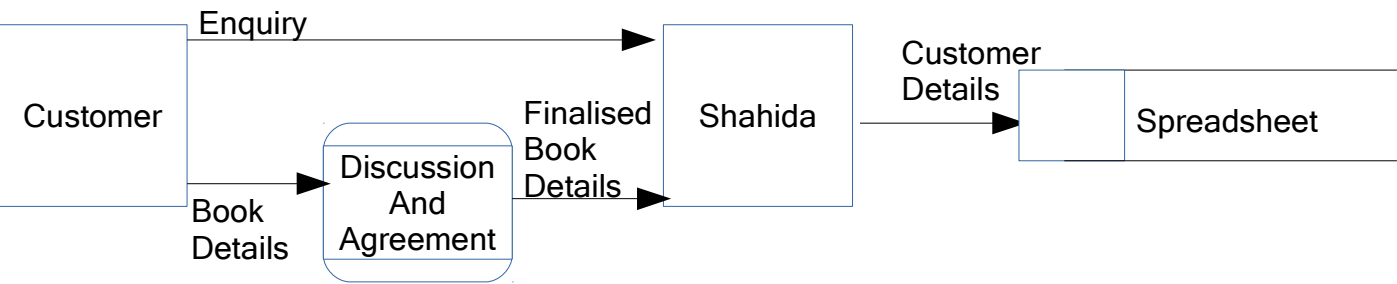 Enquiry
Customer
Book
Details
Discussion
And
Agreement
Finalised
Book
Details
Shahida
Customer
Details
Spreadsheet